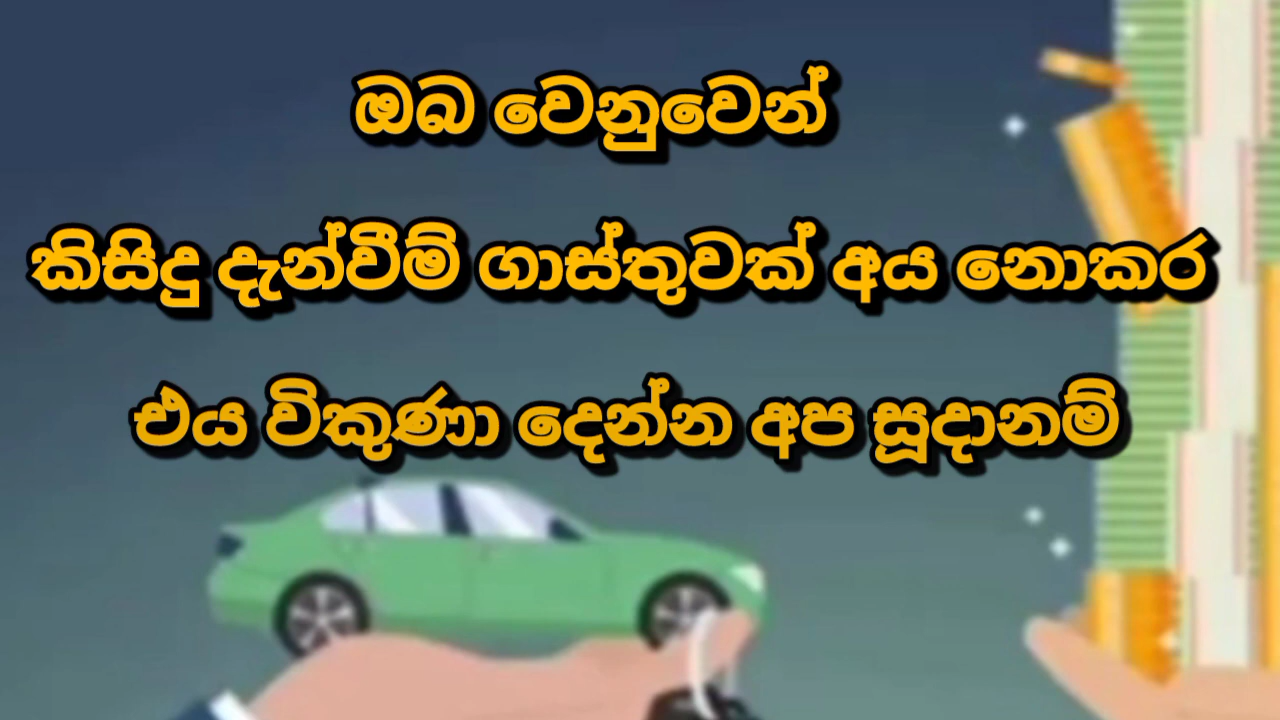 ඔබ වෙනුවෙන්
කිසිදු දැන්වීම් ගාස්තුවක් අය නොකර
එය විකුණා දෙන්න අප සූදානම්